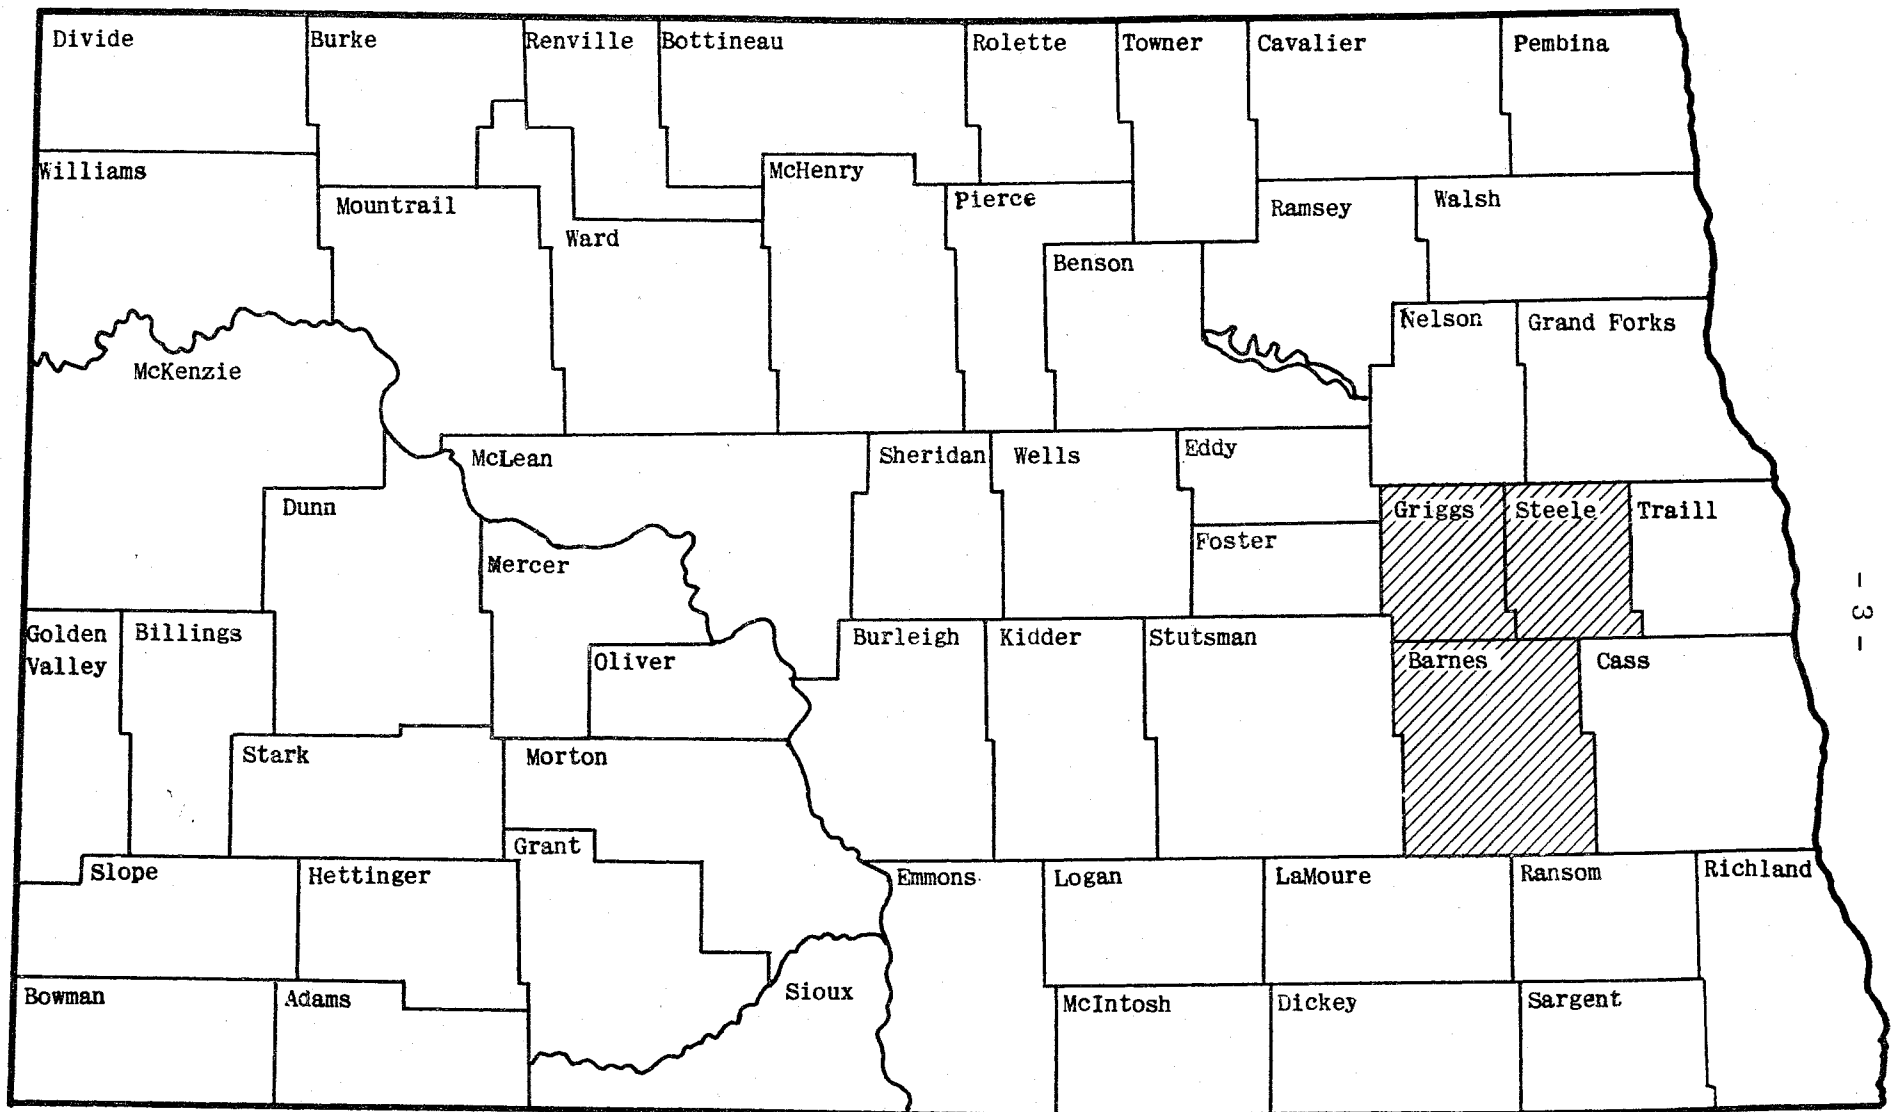 Divide
Burke
Renville
Bottineau
Rolette
Towner
Cavalier
Pembina
Williams
Mountrail
Ward
McHenry
Pierce
Benson
Ramsey
Walsh
Nelson
Grand Forks
McKenzie
McLean
Sheridan
Wells
Eddy
Dunn
Griggs
Steele
Traill
Mercer
Foster
Golden
Valley
Billings
Oliver
Burleigh
Kidder
Stutsman
Barnes
Cass
- 3 -
Stark
Morton
Grant
Slope
Hettinger
Emmons
Logan
LaMoure
Ransom
Richland
Bowman
Adams
Sioux
McIntosh
Dickey
Sargent